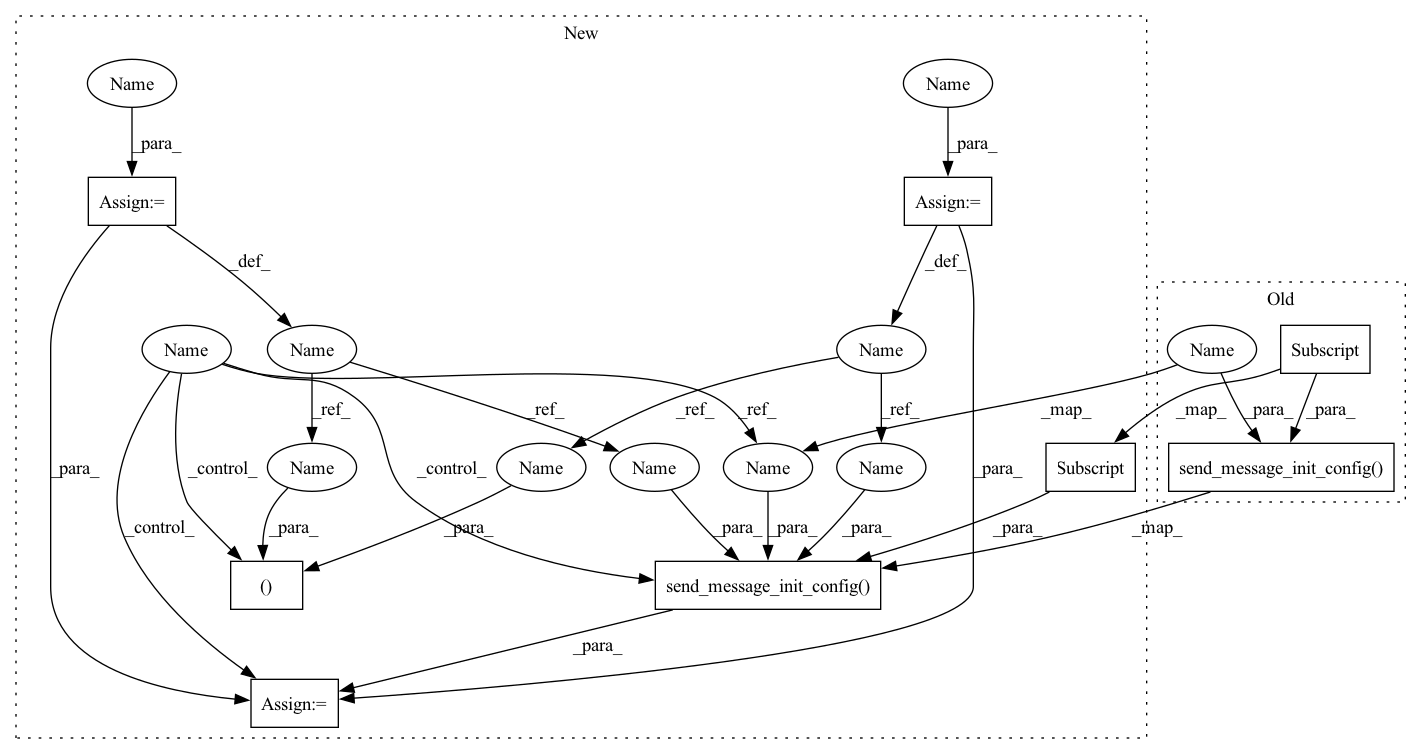 New
Name
Name
_para_
_para_
Assign:=
Assign:=
_def_
_def_
Old
Name
Name
Name
Name
Subscript
_ref_
_ref_
_ref_
_ref_
_ref_
_map_
_map_
_para_
_para_
_para_
_control_
_control_
_para_
Name
Name
Name
Name
Name
Subscript
send_message_init_config()
_control_
_para_
_para_
_para_
_para_
_para_
_para_
_map_
()
send_message_init_config()
_para_
Assign:=